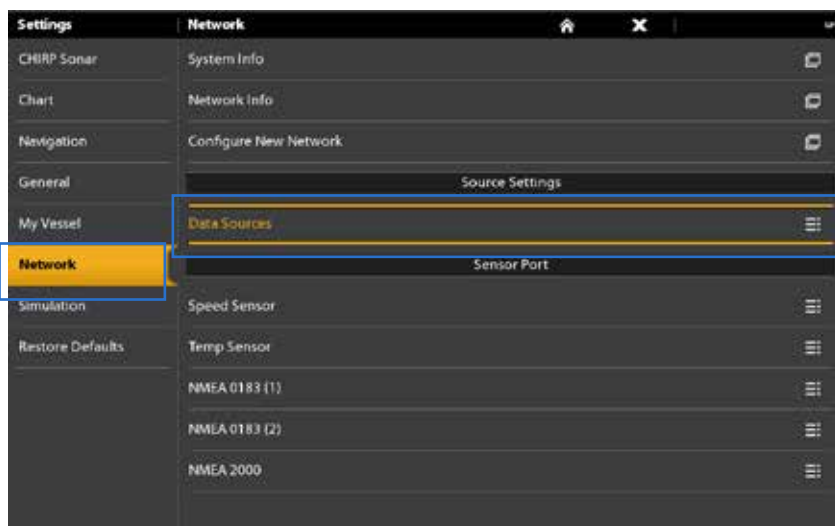 Settings
Network
CHIRP Sonar
Chart
Navigation
General
My Vessel
Network
Simulation
Restore Defaults
System Info
Network Info
Configure New Network
Source Settings
Data Sources
Sensor Port
Speed Sensor
Temp Sensor
NMEA 0183 (1)
NMEA 0183 (2)
NMEA 2000